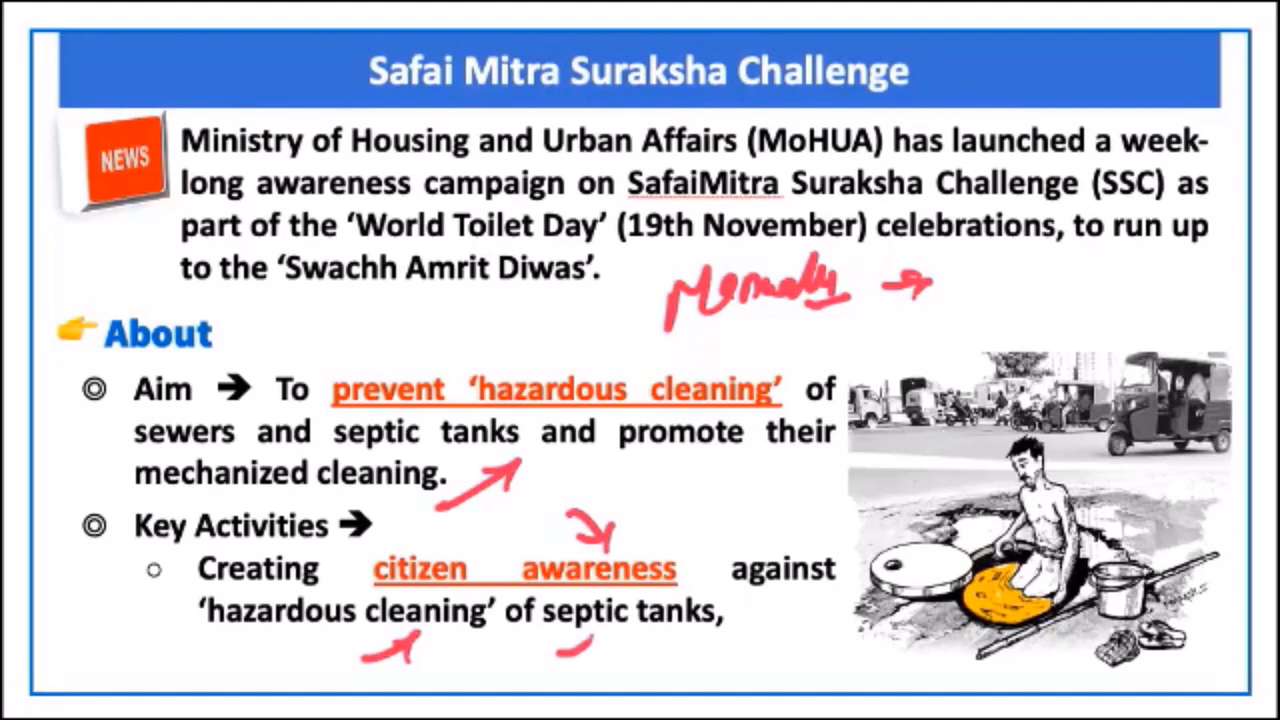 Safai Mitra Suraksha Challenge
NEWS
Ministry of Housing and Urban Affairs (MoHUA) has launched a week-
long awareness campaign on SafaiMitra Suraksha Challenge (SSC) as
part of the ‘World Toilet Day’ (19th November) celebrations, to run up
to the ‘Swachh Amrit Diwas’.
👉 About
◎ Aim ➔ To prevent ‘hazardous cleaning’ of
sewers and septic tanks and promote their
mechanized cleaning.
◎ Key Activities ➔
○ Creating citizen awareness against
‘hazardous cleaning’ of septic tanks,